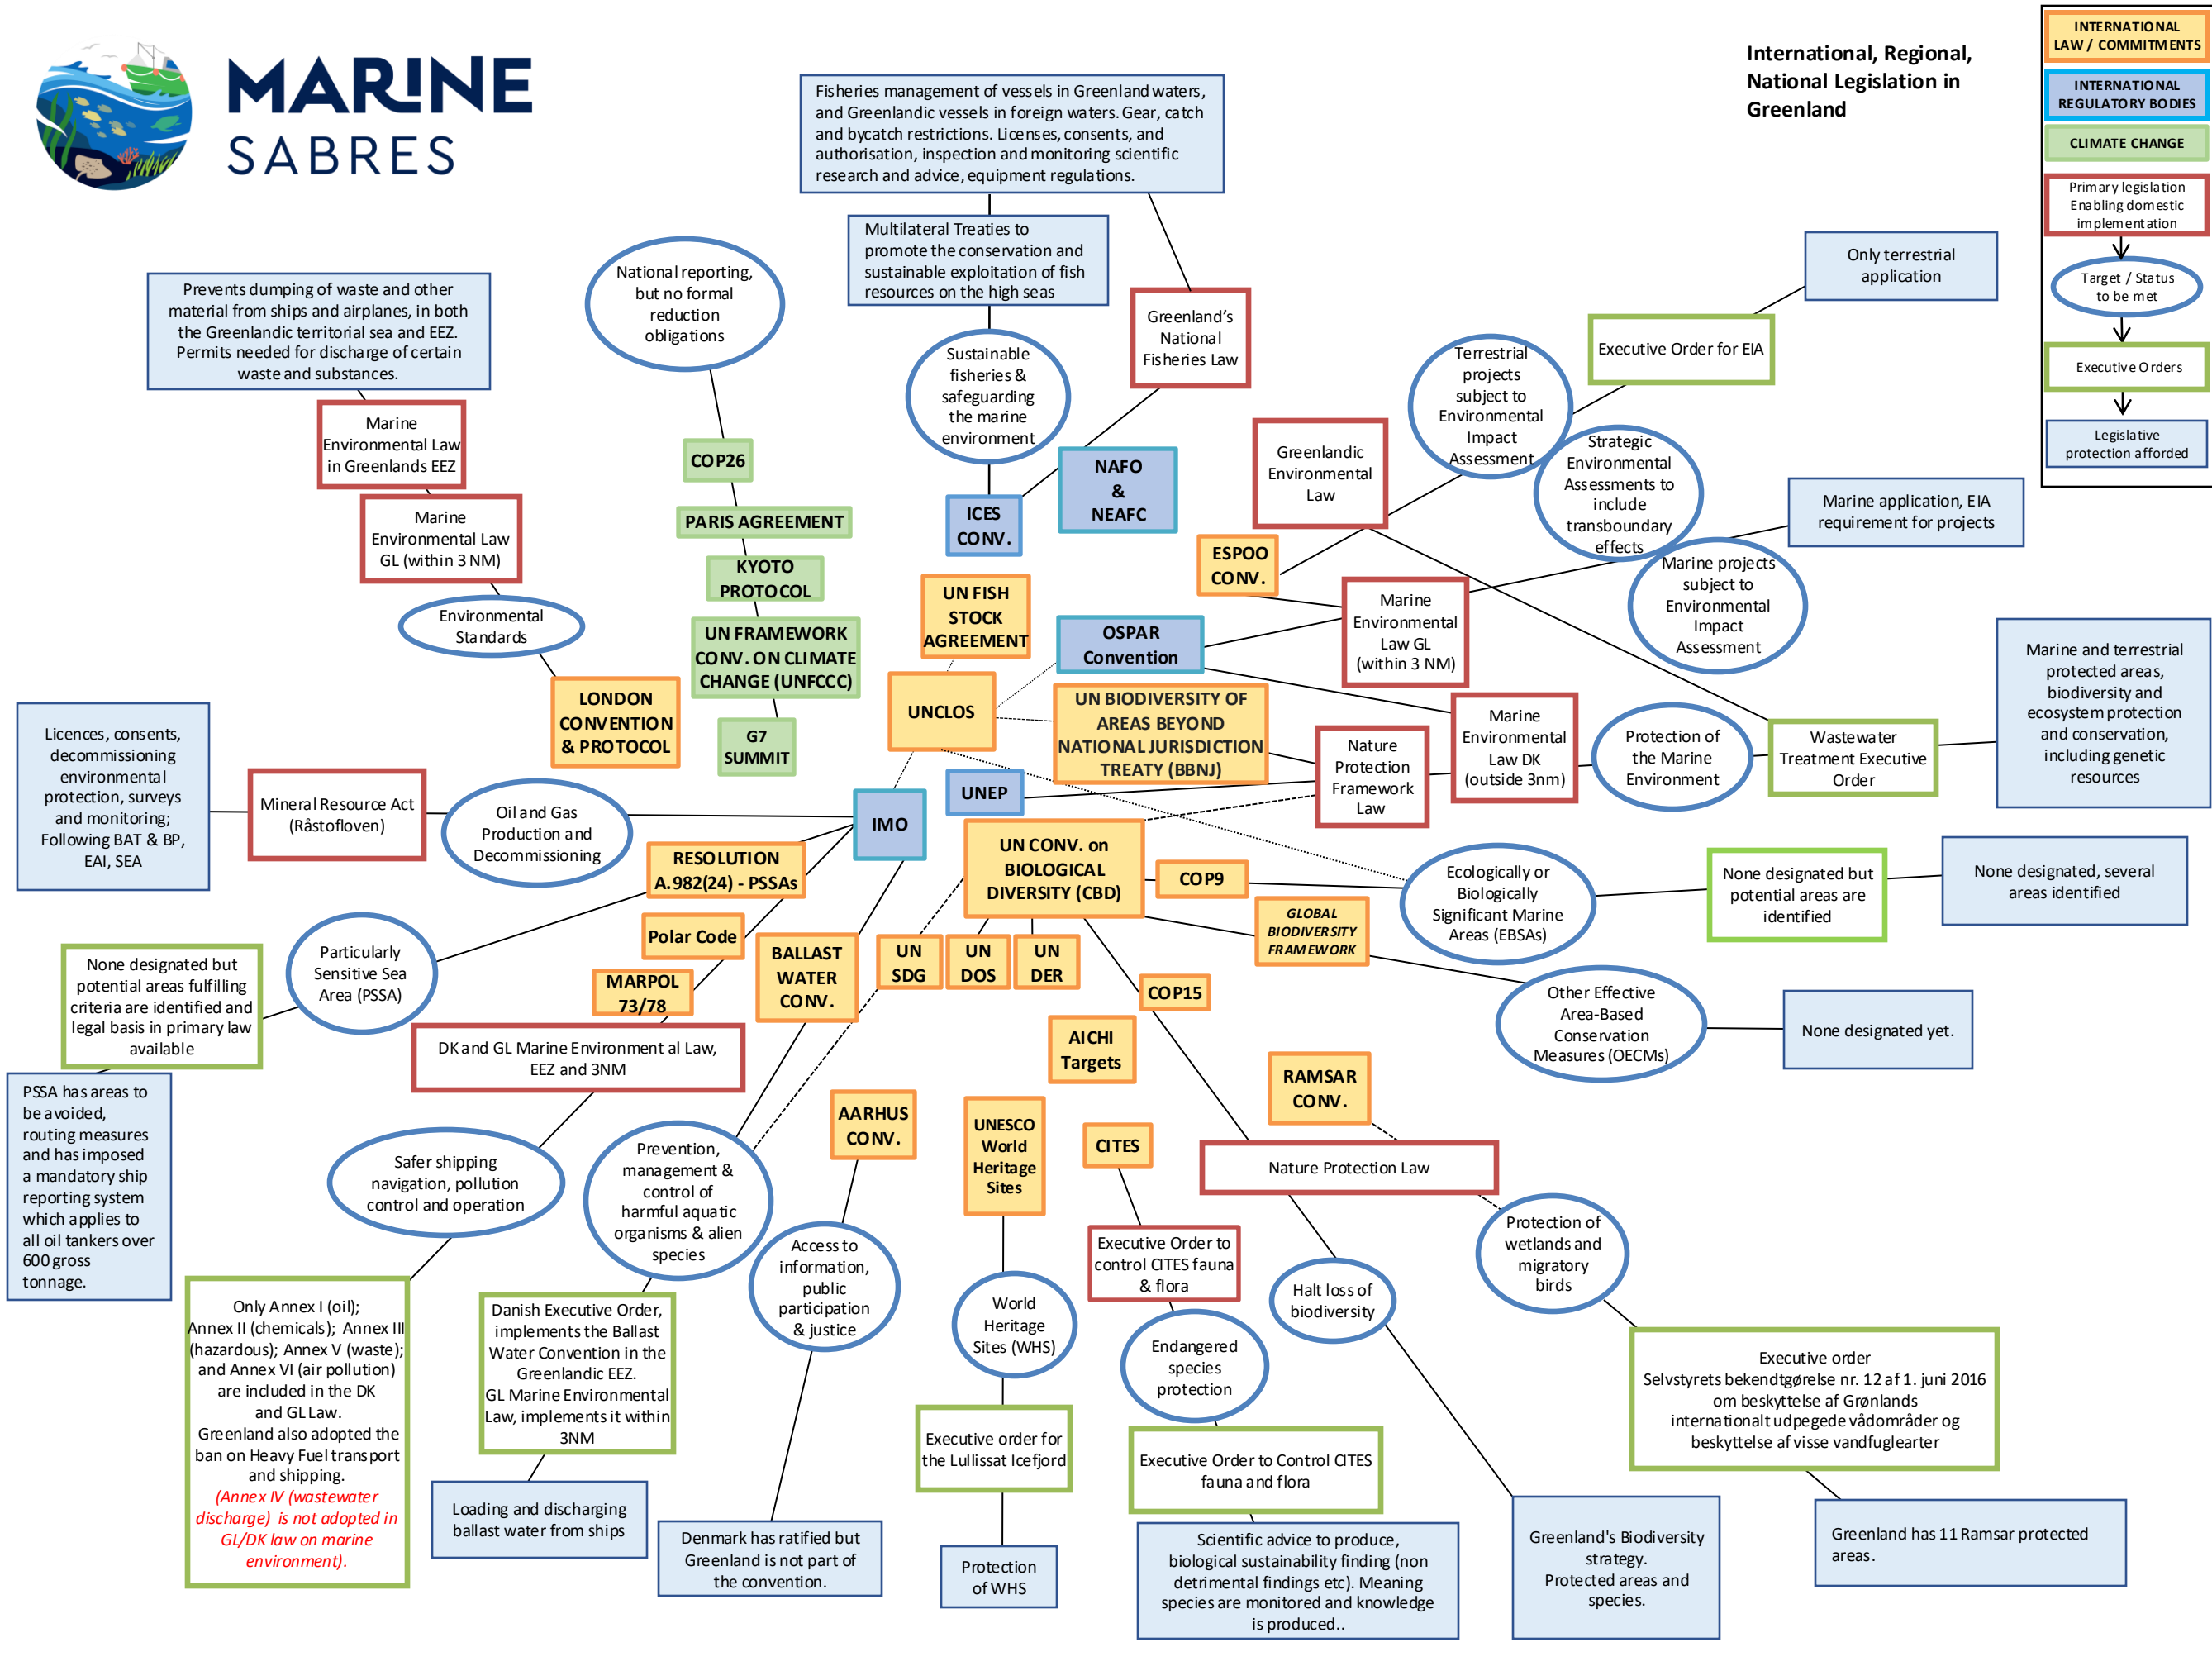 MARINE
SABRES
International, Regional,
National Legislation in
Greenland
INTERNATIONAL
LAW / COMMITMENTS
INTERNATIONAL
REGULATORY BODIES
CLIMATE CHANGE
Primary legislation
Enabling domestic
implementation
Target / Status
to be met
Executive Orders
Legislative
protection afforded
Fisheries management of vessels in Greenland waters,
and Greenlandic vessels in foreign waters. Gear, catch
and bycatch restrictions. Licenses, consents, and
authorisation, inspection and monitoring scientific
research and advice, equipment regulations.
Multilateral Treaties to
promote the conservation and
sustainable exploitation of fish
resources on the high seas
Greenland's
National
Fisheries Law
Sustainable
fisheries &
safeguarding
the marine
environment
NAFO
&
NEAFC
ICES
CONV.
UN FISH
STOCK
AGREEMENT
National reporting,
but no formal
reduction
obligations
COP26
PARIS AGREEMENT
KYOTO
PROTOCOL
UN FRAMEWORK
CONV. ON CLIMATE
CHANGE (UNFCCC)
G7
SUMMIT
Prevents dumping of waste and other
material from ships and airplanes, in both
the Greenlandic territorial sea and EEZ.
Permits needed for discharge of certain
waste and substances.
Marine
Environmental Law
in Greenlands EEZ
Marine
Environmental Law
GL (within 3 NM)
Environmental
Standards
LONDON
CONVENTION
& PROTOCOL
Only terrestrial
application
Executive Order for EIA
Terrestrial
projects
subject to
Environmental
Impact
Assessment
Strategic
Environmental
Assessments to
include
transboundary
effects
Marine projects
subject to
Environmental
Impact
Assessment
Marine application, EIA
requirement for projects
Greenlandic
Environmental
Law
ESPOO
CONV.
Marine
Environmental
Law GL
(within 3 NM)
OSPAR
Convention
UNCLOS
UN BIODIVERSITY OF
AREAS BEYOND
NATIONAL JURISDICTION
TREATY (BBNJ)
Nature
Protection
Framework
Law
Marine
Environmental
Law DK
(outside 3nm)
Protection of
the Marine
Environment
Wastewater
Treatment Executive
Order
Marine and terrestrial
protected areas,
biodiversity and
ecosystem protection
and conservation,
including genetic
resources
Licences, consents,
decommissioning
environmental
protection, surveys
and monitoring;
Following BAT & BP,
EAI, SEA
Mineral Resource Act
(Råstofloven)
Oil and Gas
Production and
Decommissioning
IMO
UNEP
UN CONV. on
BIOLOGICAL
DIVERSITY (CBD)
COP9
GLOBAL
BIODIVERSITY
FRAMEWORK
Ecologically or
Biologically
Significant Marine
Areas (EBSAs)
None designated but
potential areas are
identified
None designated, several
areas identified
Other Effective
Area-Based
Conservation
Measures (OECMs)
None designated yet.
RESOLUTION
A.982(24) - PSSAs
Polar Code
MARPOL
73/78
BALLAST
WATER
CONV.
UN
SDG
UN
DOS
UN
DER
COP15
AICHI
Targets
RAMSAR
CONV.
Particularly
Sensitive Sea
Area (PSSA)
None designated but
potential areas fulfilling
criteria are identified and
legal basis in primary law
available
PSSA has areas to
be avoided,
routing measures
and has imposed
a mandatory ship
reporting system
which applies to
all oil tankers over
600 gross
tonnage.
DK and GL Marine Environment al Law,
EEZ and 3NM
Safer shipping
navigation, pollution
control and operation
Only Annex I (oil);
Annex II (chemicals); Annex III
(hazardous); Annex V (waste);
and Annex VI (air pollution)
are included in the DK
and GL Law.
Greenland also adopted the
ban on Heavy Fuel transport
and shipping.
(Annex IV (wastewater
discharge) is not adopted in
GL/DK law on marine
environment).
Prevention,
management &
control of
harmful aquatic
organisms & alien
species
Danish Executive Order,
implements the Ballast
Water Convention in the
Greenlandic EEZ.
GL Marine Environmental
Law, implements it within
3NM
Loading and discharging
ballast water from ships
AARHUS
CONV.
Access to
information,
public
participation
& justice
Denmark has ratified but
Greenland is not part of
the convention.
UNESCO
World
Heritage
Sites
World
Heritage
Sites (WHS)
Executive order for
the Lullissat Icefjord
Protection
of WHS
CITES
Executive Order to
control CITES fauna
& flora
Endangered
species
protection
Executive Order to Control CITES
fauna and flora
Scientific advice to produce,
biological sustainability finding (non
detrimental findings etc). Meaning
species are monitored and knowledge
is produced..
Nature Protection Law
Halt loss of
biodiversity
Greenland's Biodiversity
strategy.
Protected areas and
species.
Protection of
wetlands and
migratory
birds
Executive order
Selvstyrets bekendtgørelse nr. 12 af 1. juni 2016
om beskyttelse af Grønlands
internationalt udpegede vådområder og
beskyttelse af visse vandfuglearter
Greenland has 11 Ramsar protected
areas.